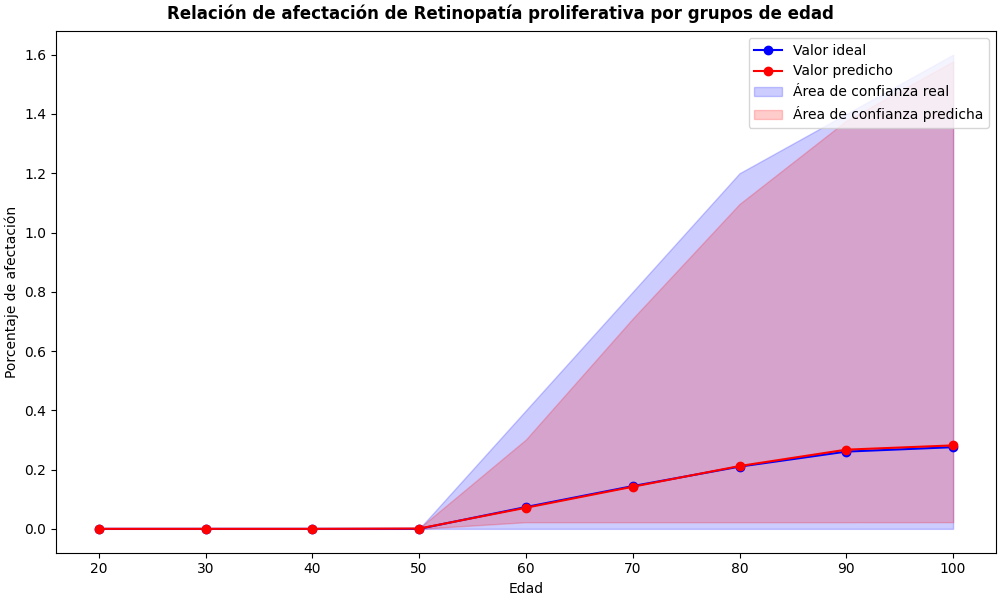 Relación de afectación de Retinopatía proliferativa por grupos de edad
Valor ideal
Valor predicho
Área de confianza real
Área de confianza predicha
Porcentaje de afectación
1.6
1.4
1.2
1.0
0.8
0.6
0.4
0.2
0.0
20 30 40 50 60 70 80 90 100
Edad